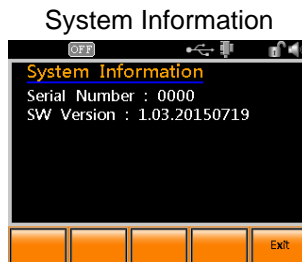 System Information
OFF
System Information
Serial Number : 0000
SW Version : 1.03.20150719
Exit